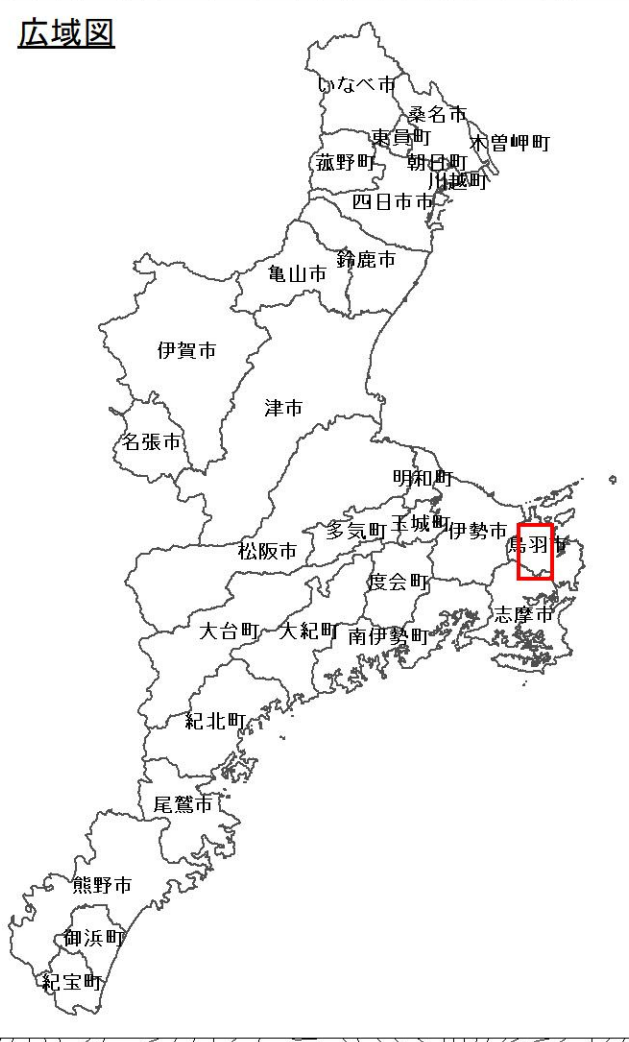 広域図
いなべ市
桑名市
東員町
木曽岬町
菰野町
朝日町
川越町
四日市市
鈴鹿市
亀山市
伊賀市
津市
名張市
明和町
玉城町
多気町
伊勢市
鳥羽市
松阪市
度会町
志摩市
大台町
大紀町
南伊勢町
紀北町
尾鷲市
熊野市
御浜町
紀宝町